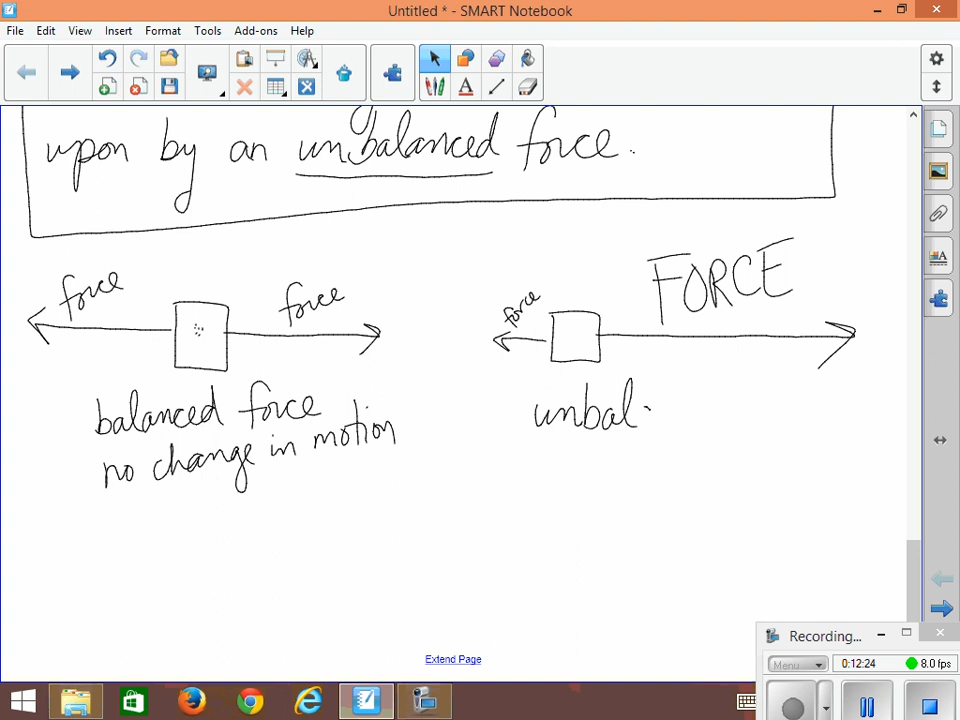 Untitled * - SMART Notebook
File Edit View Insert Format Tools Add-ons Help
upon by an unbalanced force.
force force
force FORCE
balanced force
no change in motion
unbal
Extend Page
Recording...
Menu 0:12:24 8.0 fps